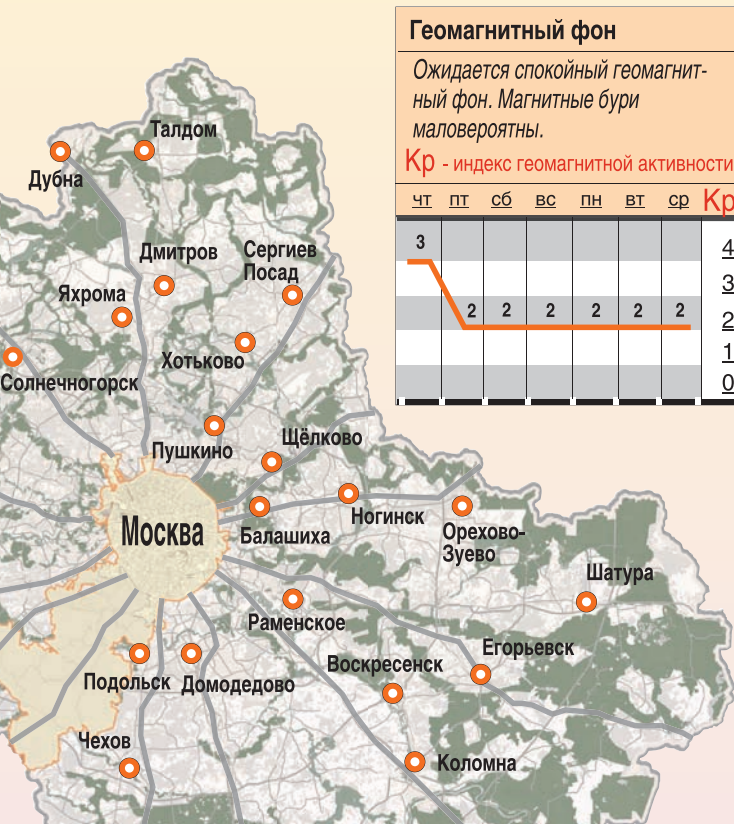 Геомагнитный фон
Ожидается спокойный геомагнит-
ный фон. Магнитные бури
маловероятны.
Кр - индекс геомагнитной активности
чт пт сб вс пн вт ср Кр
3
2 2 2 2 2 2
4
3
2
1
0
Талдом
Дубна
Дмитров
Сергиев
Посад
Яхрома
Хотьково
Солнечногорск
Пушкино
Щёлково
Ногинск
Балашиха
Орехово-
Зуево
Москва
Шатура
Раменское
Егорьевск
Воскресенск
Подольск
Домодедово
Чехов
Коломна